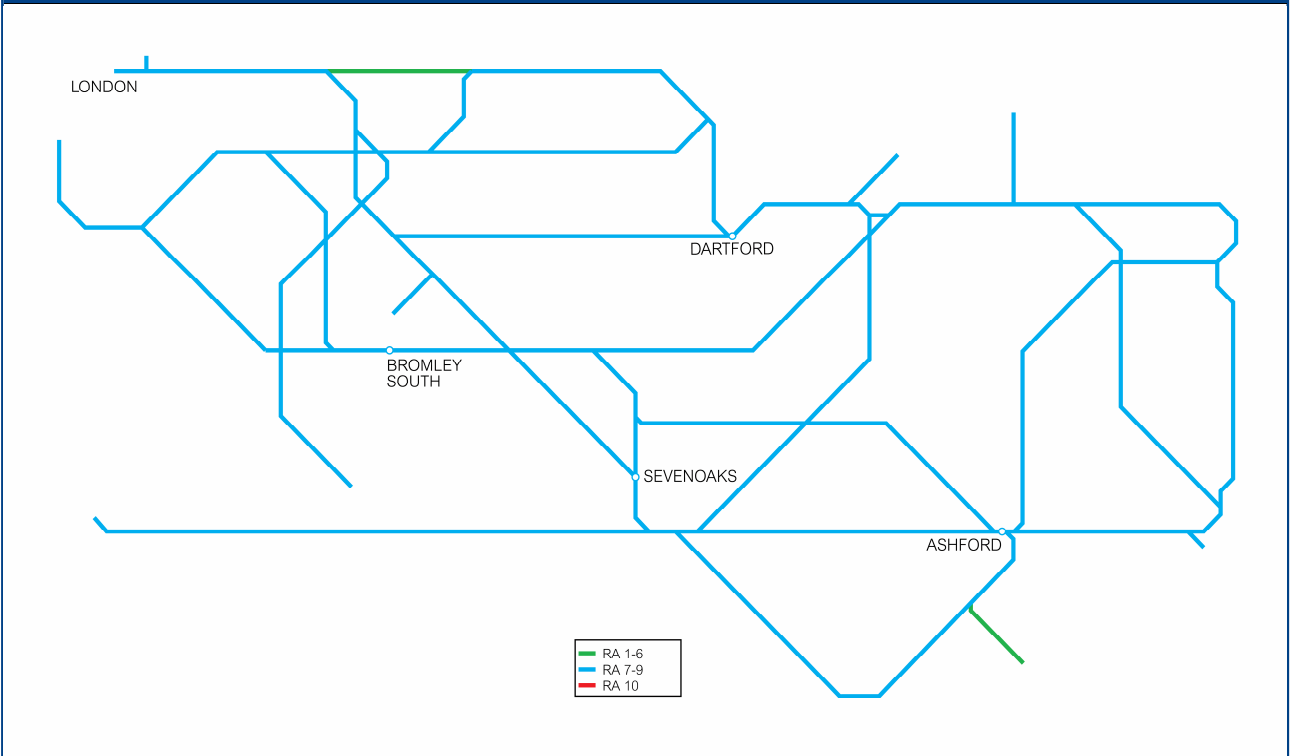 LONDON
DARTFORD
BROMLEY
SOUTH
SEVENOAKS
ASHFORD
RA 1-6
RA 7-9
RA 10